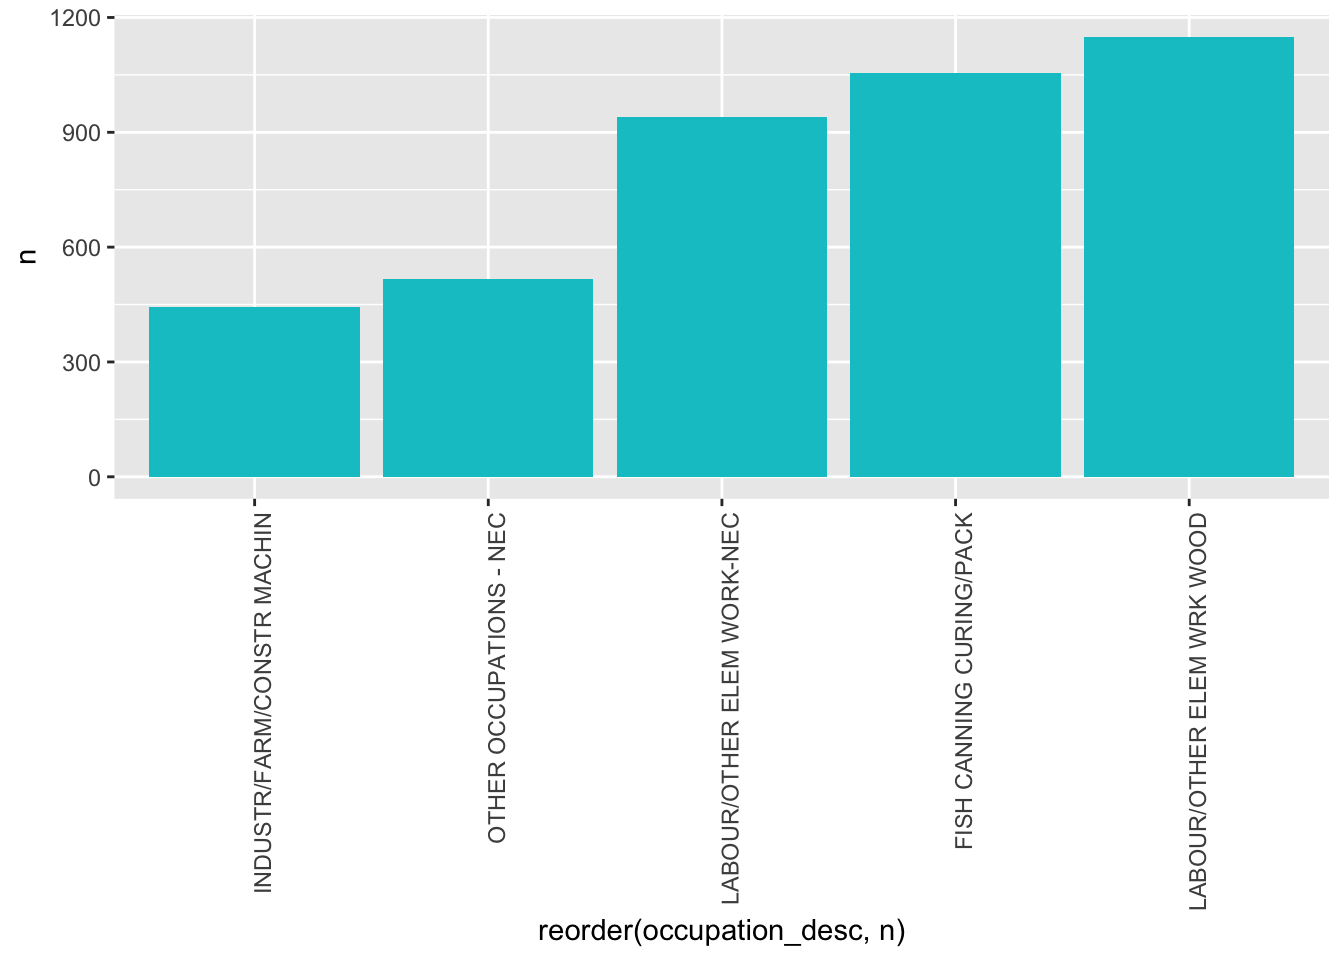 1200
900
600
300
0
n
INDUSTR/FARM/CONSTR MACHIN
OTHER OCCUPATIONS - NEC
LABOUR/OTHER ELEM WORK-NEC
FISH CANNING CURING/PACK
LABOUR/OTHER ELEM WRK WOOD
reorder(occupation_desc, n)